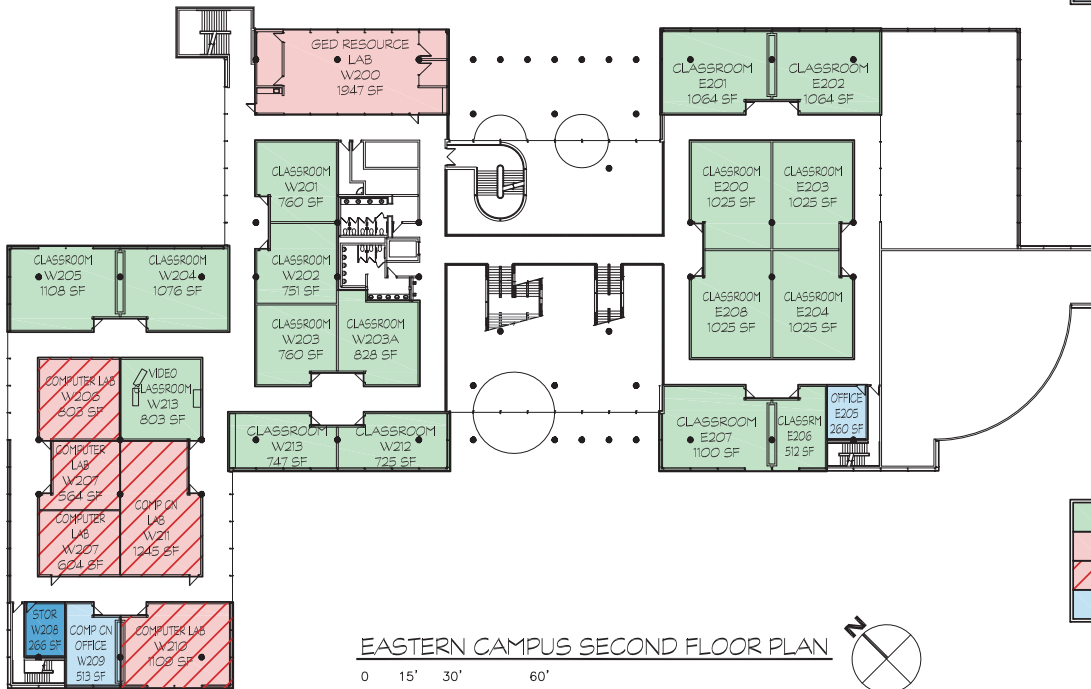 GED RESOURCE
LAB
W200
1947 SF
CLASSROOM
E201
1064 SF
CLASSROOM
E202
1064 SF
CLASSROOM
W201
760 SF
CLASSROOM
E200
1025 SF
CLASSROOM
E203
1025 SF
CLASSROOM
W205
1108 SF
CLASSROOM
W204
1076 SF
CLASSROOM
W202
751 SF
CLASSROOM
W203
760 SF
CLASSROOM
W203A
828 SF
CLASSROOM
E208
1025 SF
CLASSROOM
E204
1025 SF
COMPUTER LAB
W206
803 SF
VIDEO
CLASSROOM
W213
803 SF
CLASSROOM
W213
747 SF
CLASSROOM
W212
725 SF
CLASSROOM
E207
1100 SF
CLASSRM
E206
512 SF
OFFICE
E205
260 SF
COMPUTER
LAB
W207
564 SF
COMPUTER
LAB
W207
604 SF
COMP CN
LAB
W211
1245 SF
STOR
W208
266 SF
COMP CN
OFFICE
W209
513 SF
COMPUTER LAB
W210
1109 SF
EASTERN CAMPUS SECOND FLOOR PLAN
0 15' 30' 60'
N